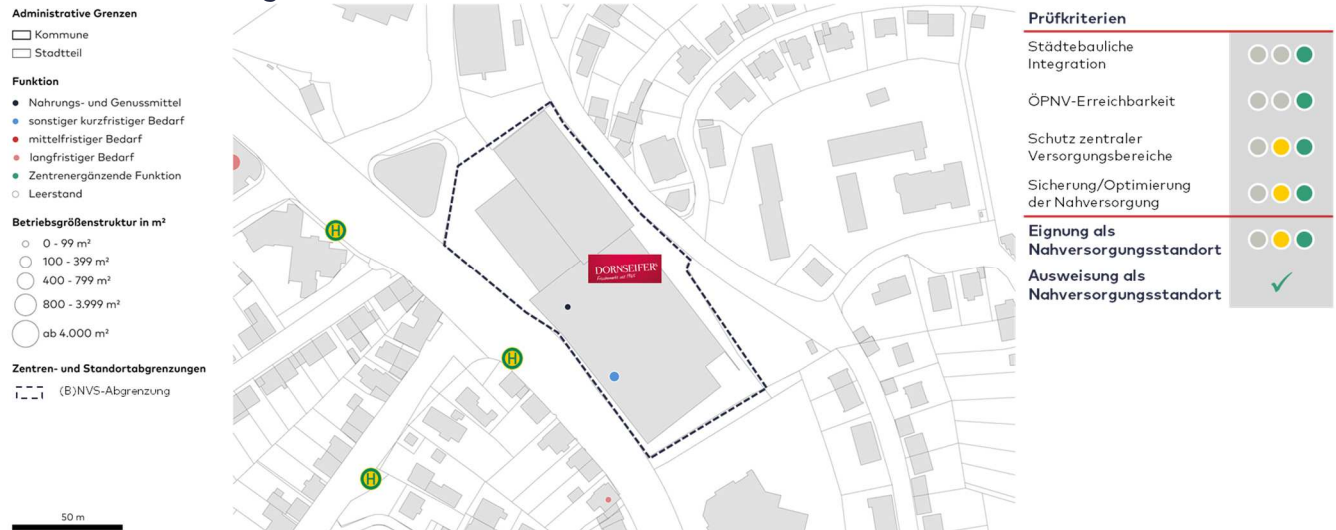 Administrative Grenzen
Kommune
Stadtteil
Funktion
Nahrungs- und Genussmittel
sonstiger kurzfristiger Bedarf
mittelfristiger Bedarf
langfristiger Bedarf
Zentrenergänzende Funktion
Leerstand
Betriebsgrößenstruktur in m²
0 - 99 m²
100 - 399 m²
400 - 799 m²
800 - 3.999 m²
ab 4.000 m²
Zentren- und Standortabgrenzungen
(B)NVS-Abgrenzung
50 m
H
H
H
DORNSEIFER
Prüfkriterien
Städtebauliche
Integration
ÖPNV-Erreichbarkeit
Schutz zentraler
Versorgungsbereiche
Sicherung/Optimierung
der Nahversorgung
Eignung als
Nahversorgungsstandort
Ausweisung als
Nahversorgungsstandort